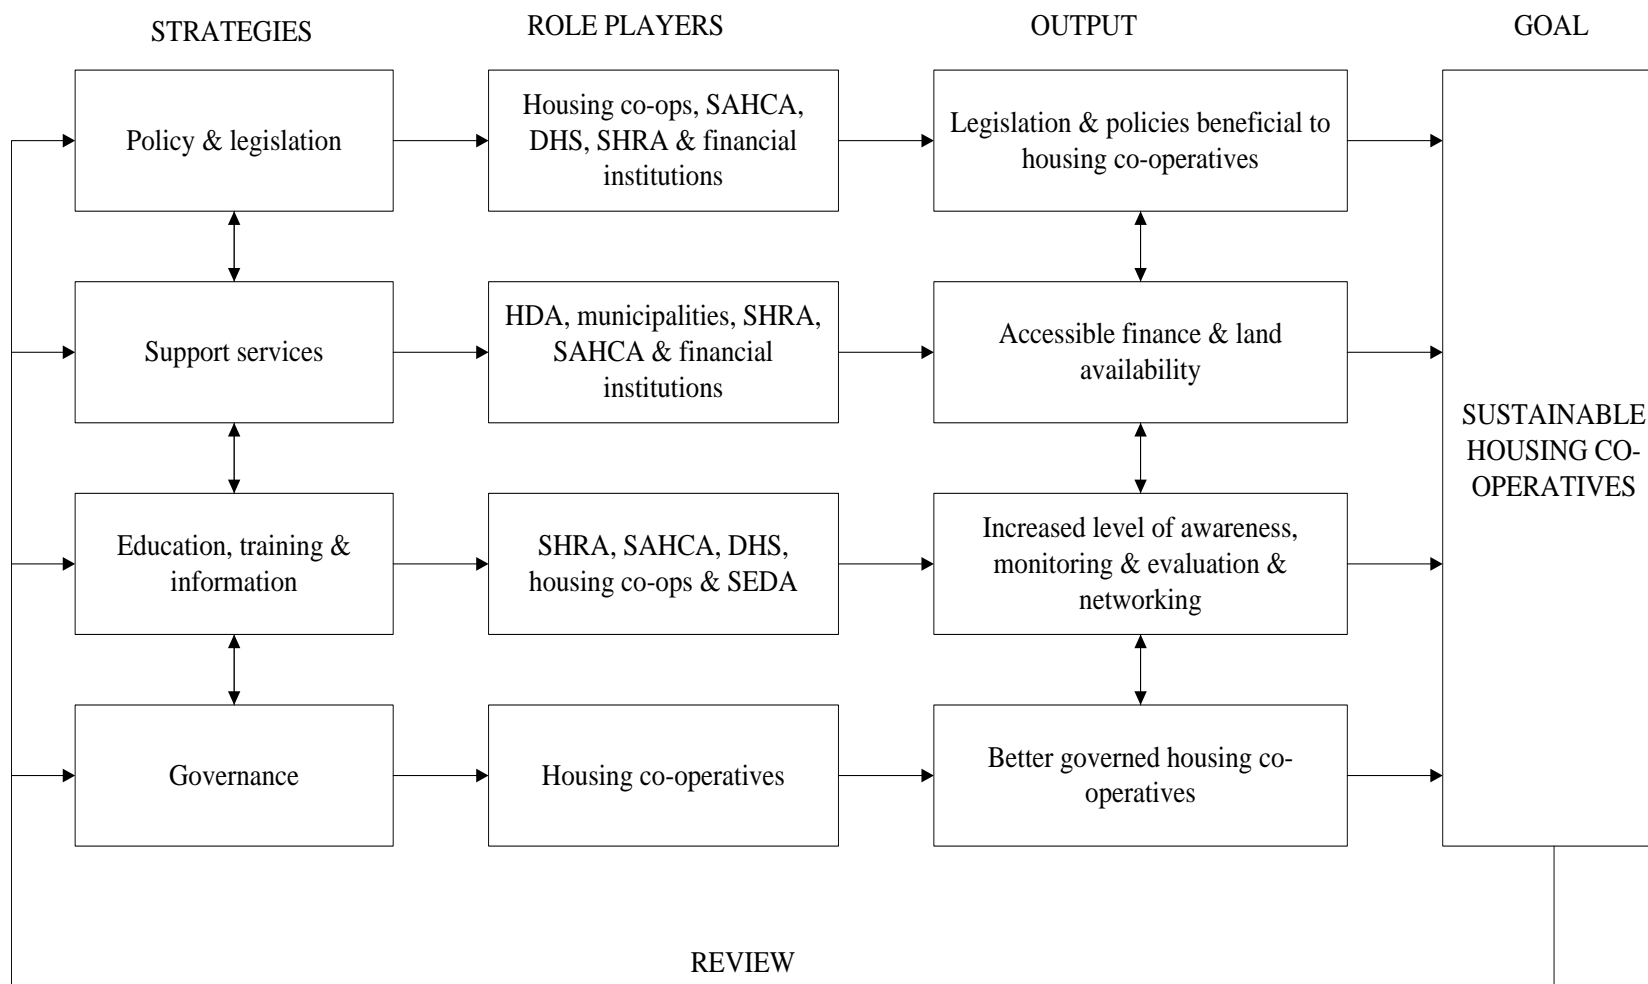 STRATEGIES
ROLE PLAYERS
OUTPUT
GOAL
Policy & legislation
Housing co-ops, SAHCA,
DHS, SHRA & financial
institutions
Legislation & policies beneficial to
housing co-operatives
Support services
HDA, municipalities, SHRA,
SAHCA & financial
institutions
Accessible finance & land
availability
SUSTAINABLE
HOUSING CO-
OPERATIVES
Education, training &
information
SHRA, SAHCA, DHS,
housing co-ops & SEDA
Increased level of awareness,
monitoring & evaluation &
networking
Governance
Housing co-operatives
Better governed housing co-
operatives
REVIEW